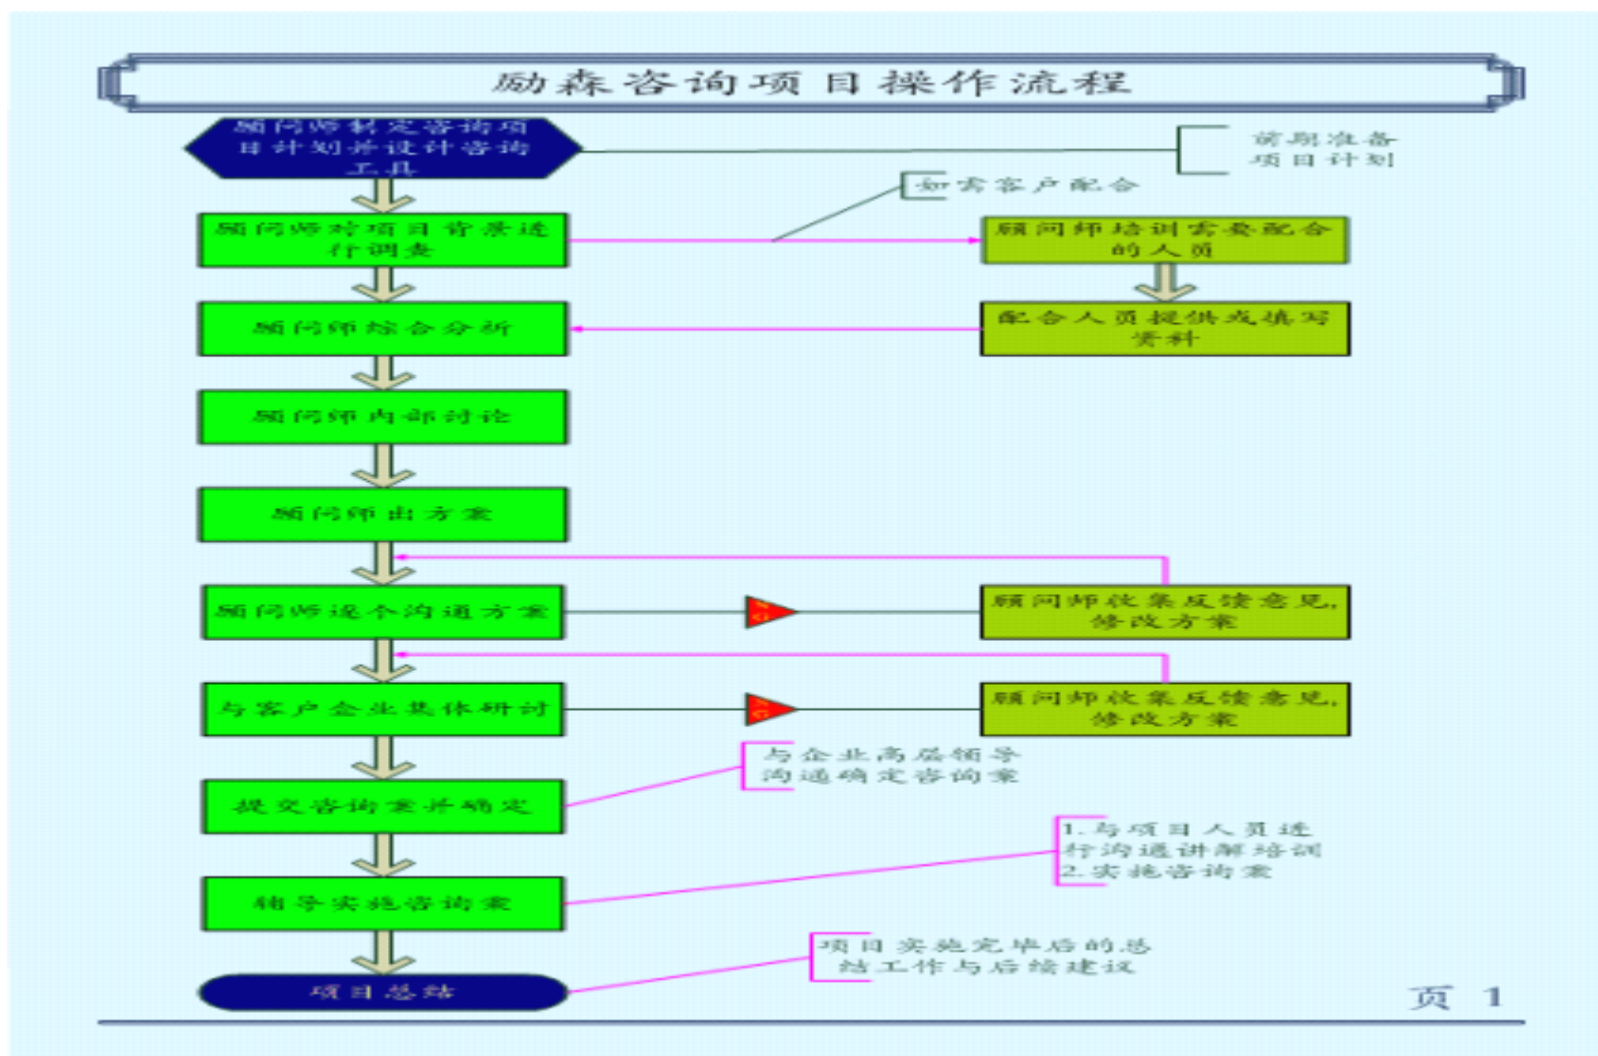 励森咨询项目操作流程
顾问师制定咨询项
目计划并设计咨询
工具
前期准备
项目计划
如需客户配合
顾问师对项目背景进
行调查
顾问师培训需要配合
的人员
顾问师综合分析
配合人员提供或填写
资料
顾问师内部讨论
顾问师出方案
顾问师逐个沟通方案
NG
顾问师收集反馈意见,
修改方案
与客户企业集体研讨
NG
顾问师收集反馈意见,
修改方案
与企业高层领导
沟通确定咨询案
提交咨询案并确定
1.与项目人员进
行沟通讲解培训
2.实施咨询案
辅导实施咨询案
项目实施完毕后的总
结工作与后续建议
项目总结
页 1